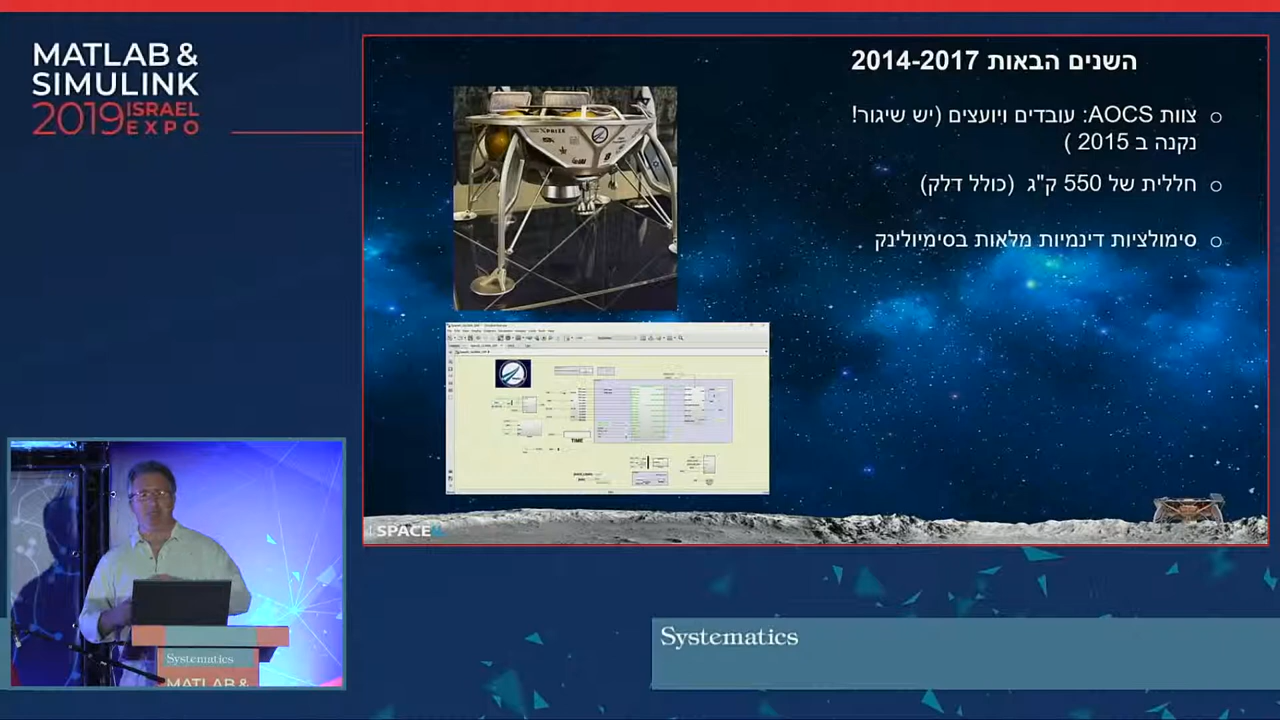 MATLAB &
SIMULINK
2019 ISRAEL
EXPO
השנים הבאות 2014-2017
צוות AOCS: עובדים ויועצים (יש שיגור!
נקנה ב 2015 )
חללית של 550 ק"ג (כולל דלק)
סימולציות דינמיות מלאות בסימיולינק
TIME
SPACE
Systematics
Systematics
MATLAB &